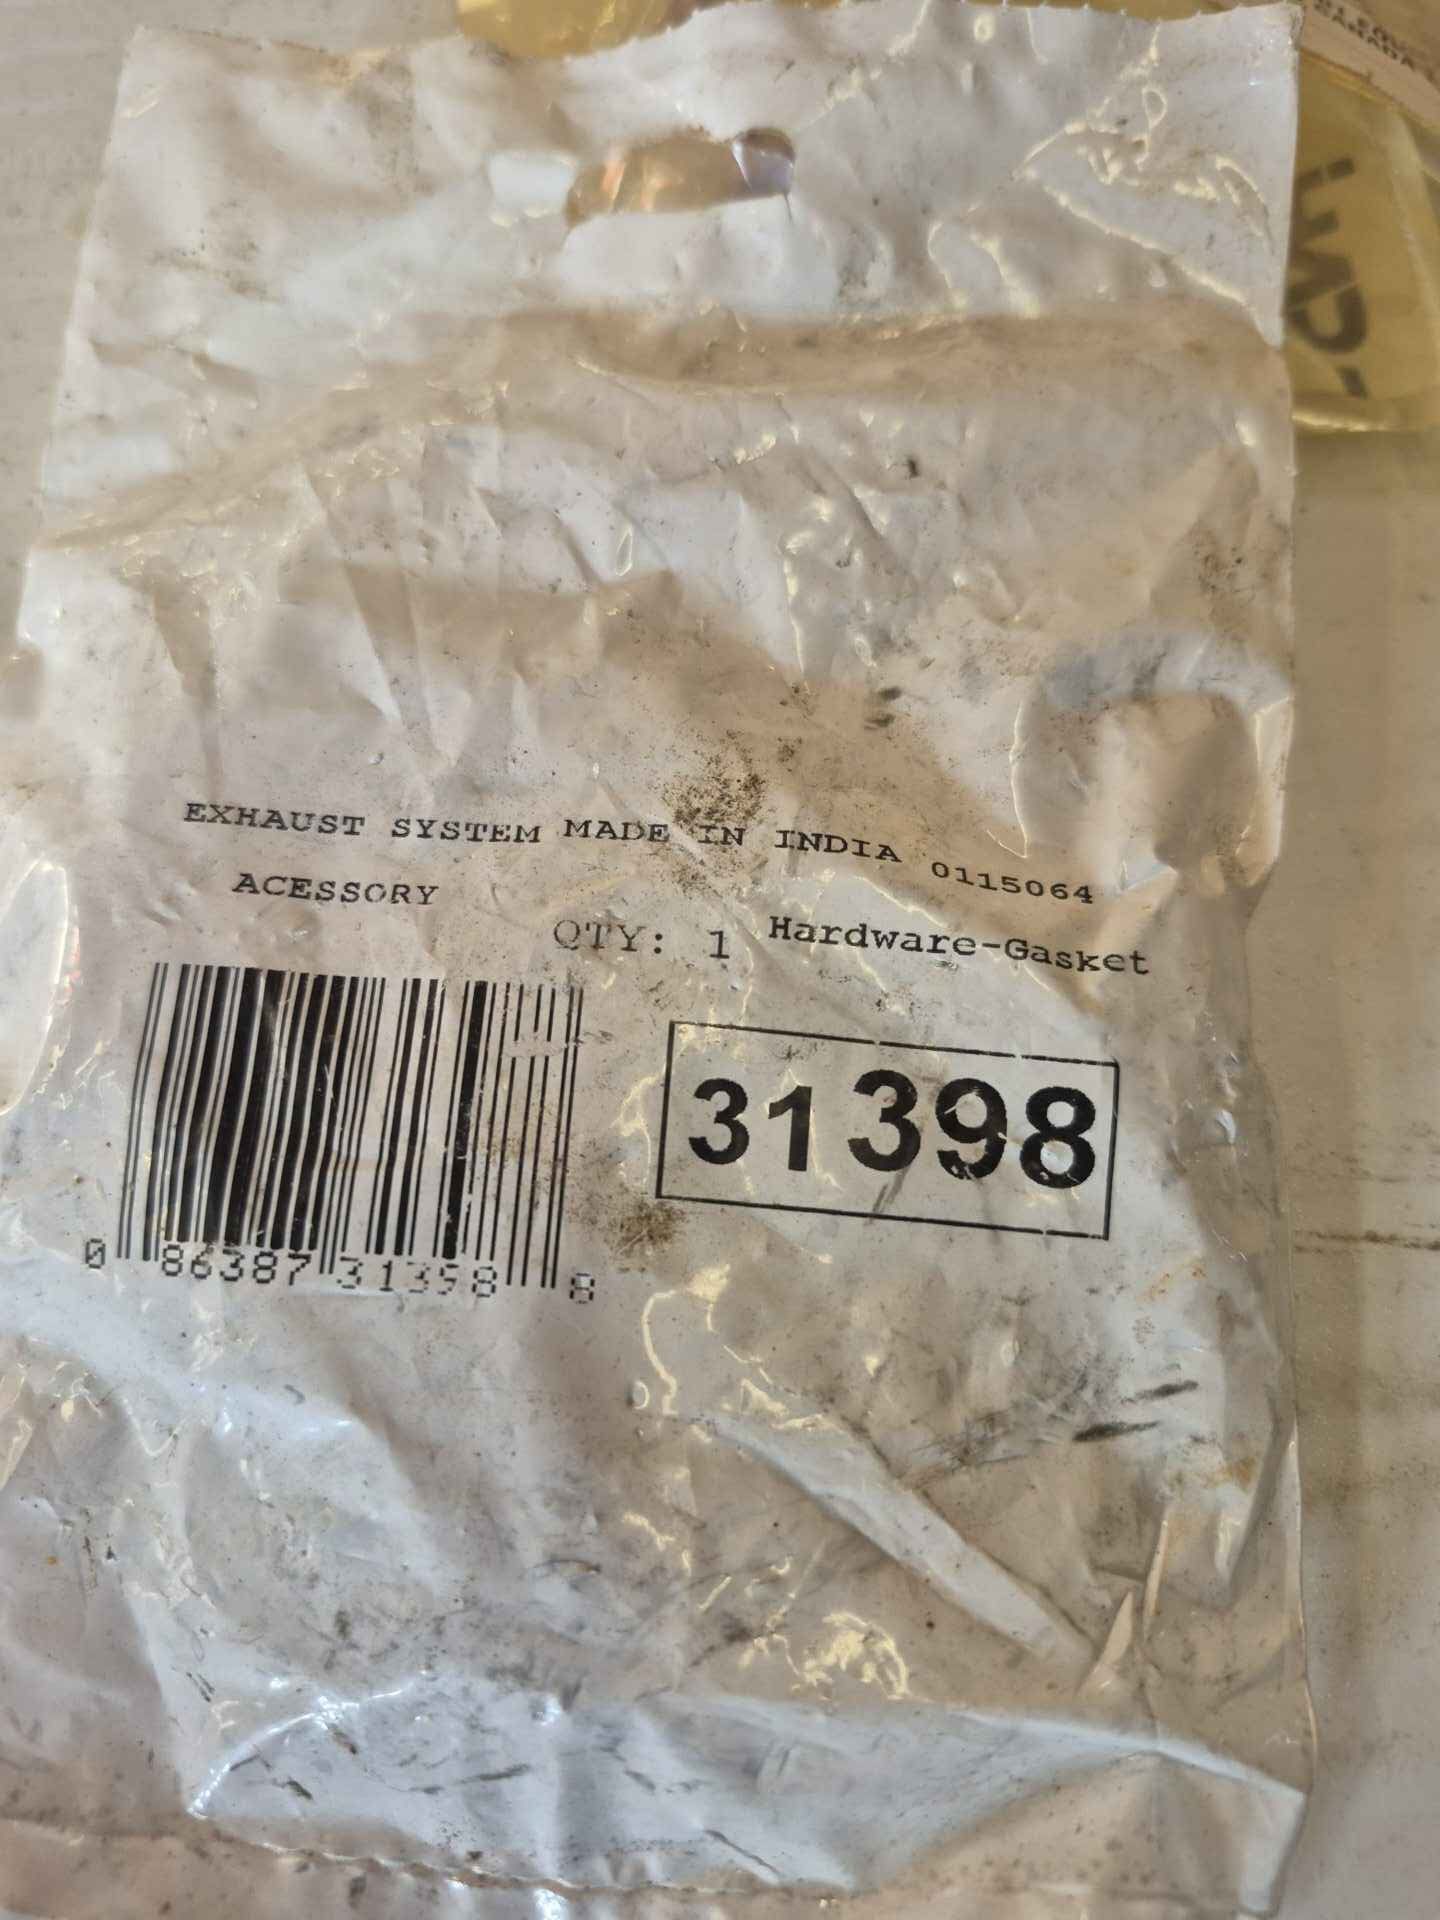 EXHAUST SYSTEM MADE IN INDIA 0115064
ACESSORY
QTY: 1 Hardware-Gasket
31398
0 86387 31398 8